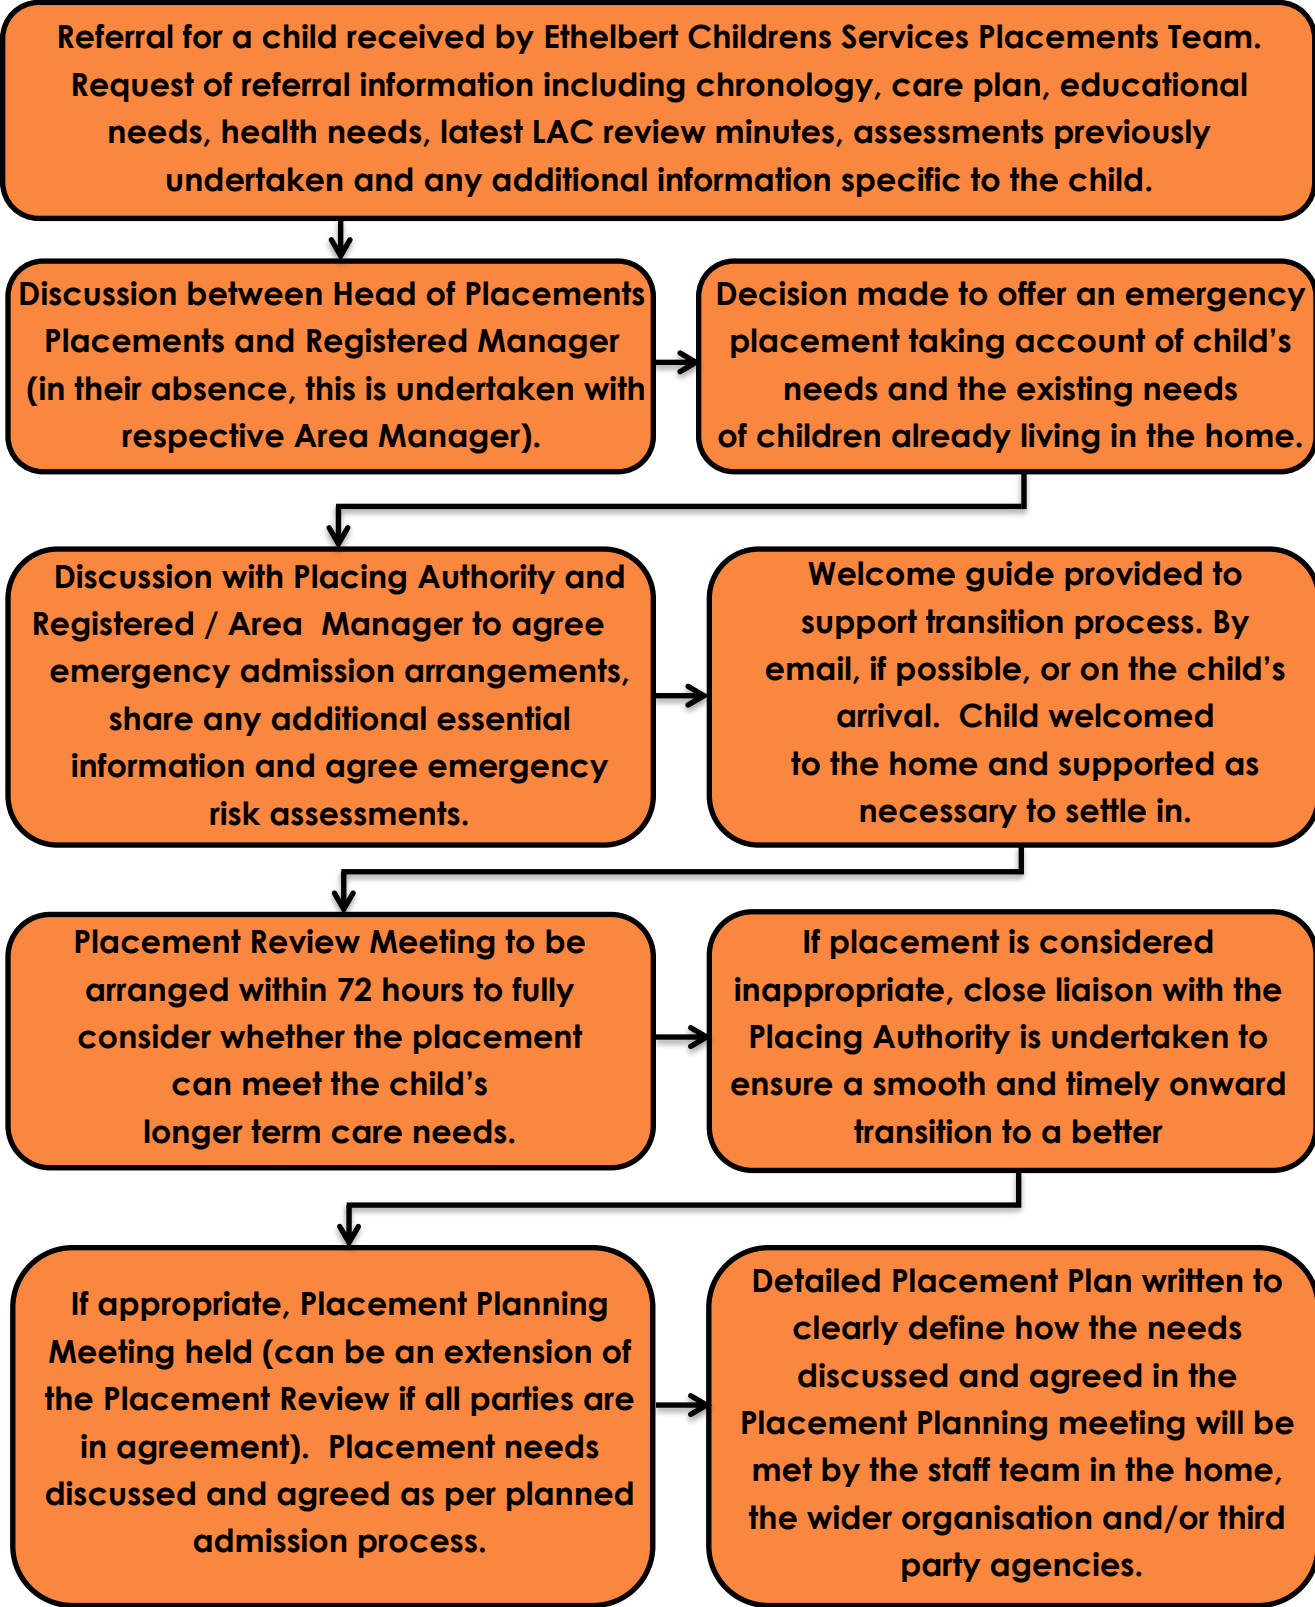 Referral for a child received by Ethelbert Childrens Services Placements Team.
Request of referral information including chronology, care plan, educational
needs, health needs, latest LAC review minutes, assessments previously
undertaken and any additional information specific to the child.
Discussion between Head of Placements
Placements and Registered Manager
(in their absence, this is undertaken with
respective Area Manager).
Decision made to offer an emergency
placement taking account of child's
needs and the existing needs
of children already living in the home.
Discussion with Placing Authority and
Registered / Area  Manager to agree
emergency admission arrangements,
share any additional essential
information and agree emergency
risk assessments.
Welcome guide provided to
support transition process. By
email, if possible, or on the child's
arrival.  Child welcomed
to the home and supported as
necessary to settle in.
Placement Review Meeting to be
arranged within 72 hours to fully
consider whether the placement
can meet the child's
longer term care needs.
If placement is considered
inappropriate, close liaison with the
Placing Authority is undertaken to
ensure a smooth and timely onward
transition to a better
If appropriate, Placement Planning
Meeting held (can be an extension of
the Placement Review if all parties are
in agreement).  Placement needs
discussed and agreed as per planned
admission process.
Detailed Placement Plan written to
clearly define how the needs
discussed and agreed in the
Placement Planning meeting will be
met by the staff team in the home,
the wider organisation and/or third
party agencies.